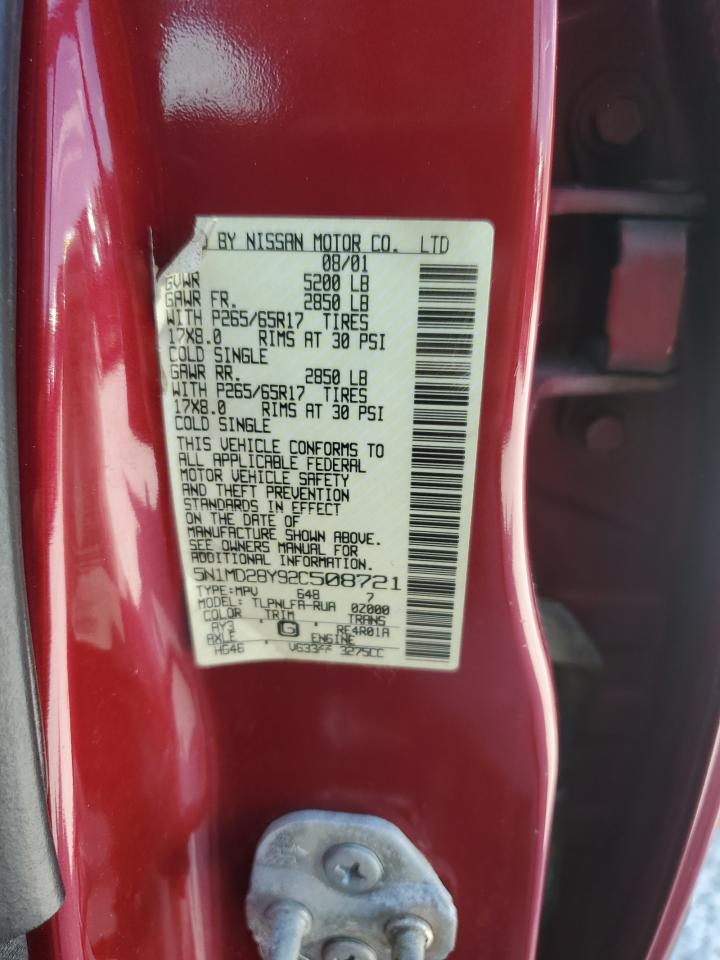 BY NISSAN MOTOR CO. LTD
08/01
GVWR 5200 LB
GAWR FR. 2850 LB
WITH P265/65R17 TIRES
17X8.0 RIMS AT 30 PSI
COLD SINGLE
GAWR RR. 2850 LB
WITH P265/65R17 TIRES
17X8.0 RIMS AT 30 PSI
COLD SINGLE
THIS VEHICLE CONFORMS TO
ALL APPLICABLE FEDERAL
MOTOR VEHICLE SAFETY
AND THEFT PREVENTION
STANDARDS IN EFFECT
ON THE DATE OF
MANUFACTURE SHOWN ABOVE.
SEE OWNERS MANUAL FOR
ADDITIONAL INFORMATION.
5N1MD28Y92C508721
TYPE:MPV 648 7
MODEL: TLPNLFA-RUA 0Z000
COLOR TRIM TRANS
AY3 G RE4R01A
AXLE ENGINE
HG46 3275CC